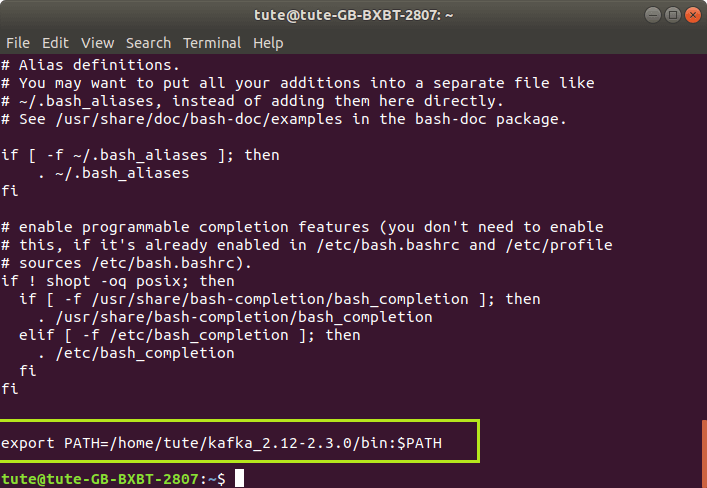 tute@tute-GB-BXBT-2807: ~
File Edit View Search Terminal Help
# Alias definitions.
# You may want to put all your additions into a separate file like
# ~/.bash_aliases, instead of adding them here directly.
# See /usr/share/doc/bash-doc/examples in the bash-doc package.

if [ -f ~/.bash_aliases ]; then
    . ~/.bash_aliases
fi

# enable programmable completion features (you don't need to enable
# this, if it's already enabled in /etc/bash.bashrc and /etc/profile
# sources /etc/bash.bashrc).
if ! shopt -oq posix; then
  if [ -f /usr/share/bash-completion/bash_completion ]; then
    . /usr/share/bash-completion/bash_completion
  elif [ -f /etc/bash_completion ]; then
    . /etc/bash_completion
  fi
fi

export PATH=/home/tute/kafka_2.12-2.3.0/bin:$PATH

tute@tute-GB-BXBT-2807:~$